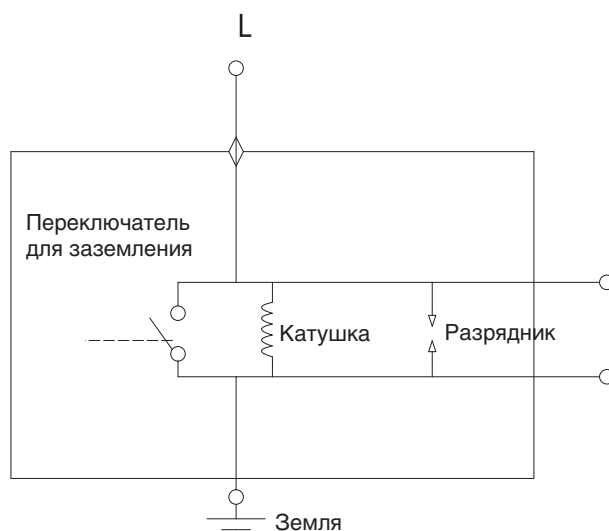 L
Переключатель
для заземления
Катушка
Разрядник
Земля